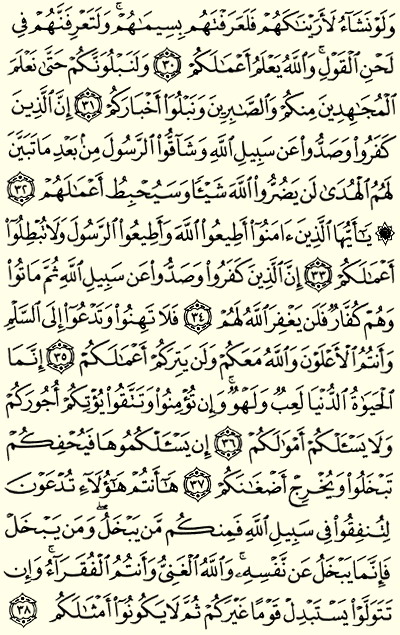 وَلَوۡ نَشَآءُ لَأَرَيۡنَٰكَهُمۡ فَلَعَرَفۡتَهُم بِسِيمَٰهُمۡۚ وَلَتَعۡرِفَنَّهُمۡ فِي
لَحۡنِ ٱلۡقَوۡلِۚ وَٱللَّهُ يَعۡلَمُ أَعۡمَٰلَكُمۡ ٣٠ وَلَنَبۡلُوَنَّكُمۡ حَتَّىٰ نَعۡلَمَ
ٱلۡمُجَٰهِدِينَ مِنكُمۡ وَٱلصَّٰبِرِينَ وَنَبۡلُوَاْ أَخۡبَارَكُمۡ ٣١ إِنَّ ٱلَّذِينَ
كَفَرُواْ وَصَدُّواْ عَن سَبِيلِ ٱللَّهِ وَشَآقُّواْ ٱلرَّسُولَ مِنۢ بَعۡدِ مَا تَبَيَّنَ
لَهُمُ ٱلۡهُدَىٰ لَن يَضُرُّواْ ٱللَّهَ شَيۡـٔٗا وَسَيُحۡبِطُ أَعۡمَٰلَهُمۡ ٣٢
۞ يَٰٓأَيُّهَا ٱلَّذِينَ ءَامَنُوٓاْ أَطِيعُواْ ٱللَّهَ وَأَطِيعُواْ ٱلرَّسُولَ وَلَا تُبۡطِلُوٓاْ
أَعۡمَٰلَكُمۡ ٣٣ إِنَّ ٱلَّذِينَ كَفَرُواْ وَصَدُّواْ عَن سَبِيلِ ٱللَّهِ ثُمَّ مَاتُواْ
وَهُمۡ كُفَّارٞ فَلَن يَغۡفِرَ ٱللَّهُ لَهُمۡ ٣٤ فَلَا تَهِنُواْ وَتَدۡعُوٓاْ إِلَى ٱلسَّلۡمِ
وَأَنتُمُ ٱلۡأَعۡلَوۡنَ وَٱللَّهُ مَعَكُمۡ وَلَن يَتِرَكُمۡ أَعۡمَٰلَكُمۡ ٣٥ إِنَّمَا
ٱلۡحَيَوٰةُ ٱلدُّنۡيَا لَعِبٞ وَلَهۡوٞۚ وَإِن تُؤۡمِنُواْ وَتَتَّقُواْ يُؤۡتِكُمۡ أُجُورَكُمۡ
وَلَا يَسۡـَٔلۡكُمۡ أَمۡوَٰلَكُمۡ ٣٦ إِن يَسۡـَٔلۡكُمُوهَا فَيُحۡفِكُمۡ
تَبۡخَلُواْ وَيُخۡرِجۡ أَضۡغَٰنَكُمۡ ٣٧ هَٰٓأَنتُمۡ هَٰٓؤُلَآءِ تُدۡعَوۡنَ
لِتُنفِقُواْ فِي سَبِيلِ ٱللَّهِ فَمِنكُم مَّن يَبۡخَلُۖ وَمَن يَبۡخَلۡ
فَإِنَّمَا يَبۡخَلُ عَن نَّفۡسِهِۦۚ وَٱللَّهُ ٱلۡغَنِيُّ وَأَنتُمُ ٱلۡفُقَرَآءُۚ وَإِن
تَتَوَلَّوۡاْ يَسۡتَبۡدِلۡ قَوۡمًا غَيۡرَكُمۡ ثُمَّ لَا يَكُونُوٓاْ أَمۡثَٰلَكُم ٣٨